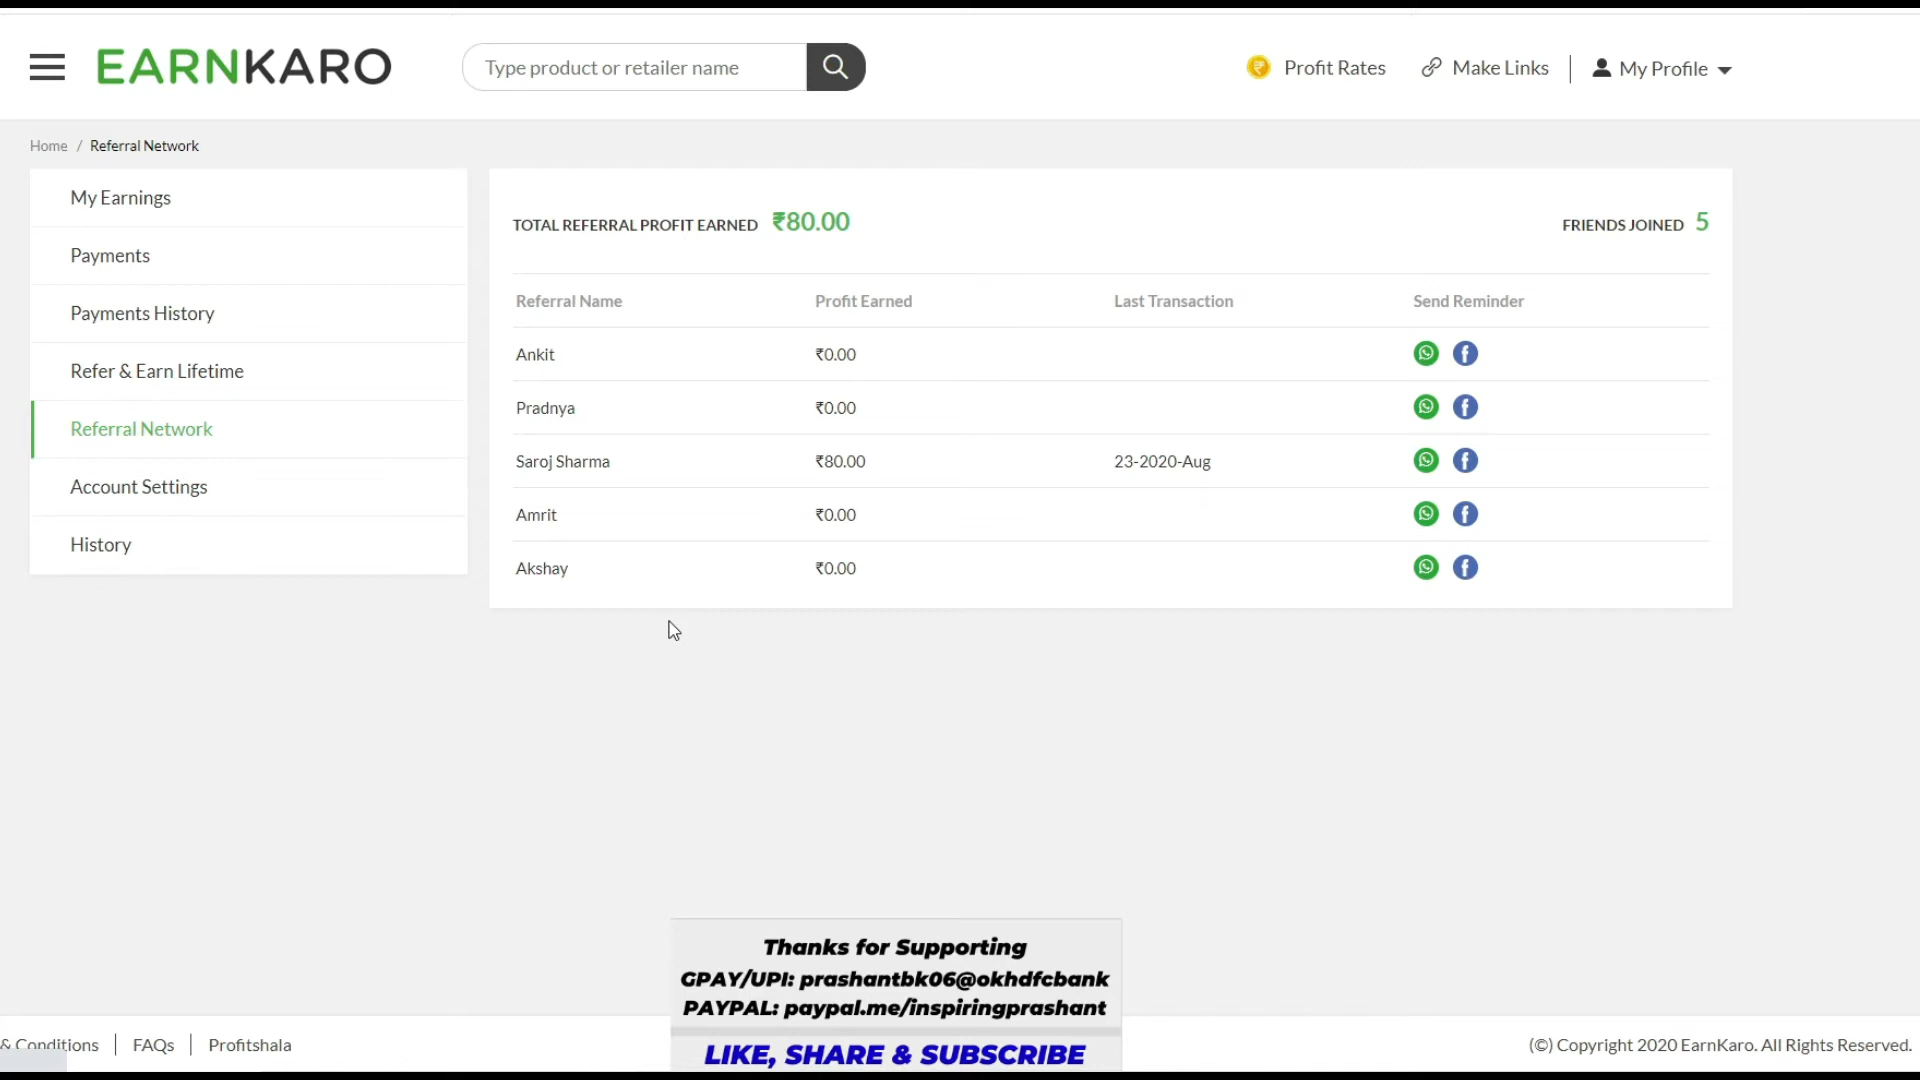 EARNKARO
Type product or retailer name
Profit Rates
Make Links
My Profile
Home / Referral Network
My Earnings
Payments
Payments History
Refer & Earn Lifetime
Referral Network
Account Settings
History
TOTAL REFERRAL PROFIT EARNED ₹80.00
FRIENDS JOINED 5
Referral Name Profit Earned Last Transaction Send Reminder
Ankit ₹0.00
Pradnya ₹0.00
Saroj Sharma ₹80.00 23-2020-Aug
Amrit ₹0.00
Akshay ₹0.00
Thanks for Supporting
GPAY/UPI: prashantbk06@okhdfcbank
PAYPAL: paypal.me/inspiringprashant
LIKE, SHARE & SUBSCRIBE
& Conditions | FAQs | Profitshala
(©) Copyright 2020 EarnKaro. All Rights Reserved.